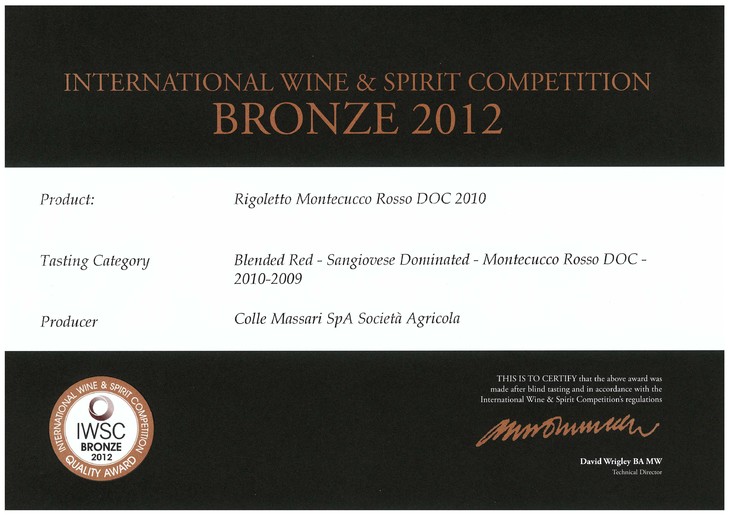 INTERNATIONAL WINE & SPIRIT COMPETITION
BRONZE 2012
Product: Rigoletto Montecucco Rosso DOC 2010
Tasting Category Blended Red - Sangiovese Dominated - Montecucco Rosso DOC -
2010-2009
Producer Colle Massari SpA Società Agricola
INTERNATIONAL WINE & SPIRIT COMPETITION
IWSC
BRONZE
2012
QUALITY AWARD
THIS IS TO CERTIFY that the above award was
made after blind tasting and in accordance with the
International Wine & Spirit Competition's regulations
David Wrigley BA MW
Technical Director